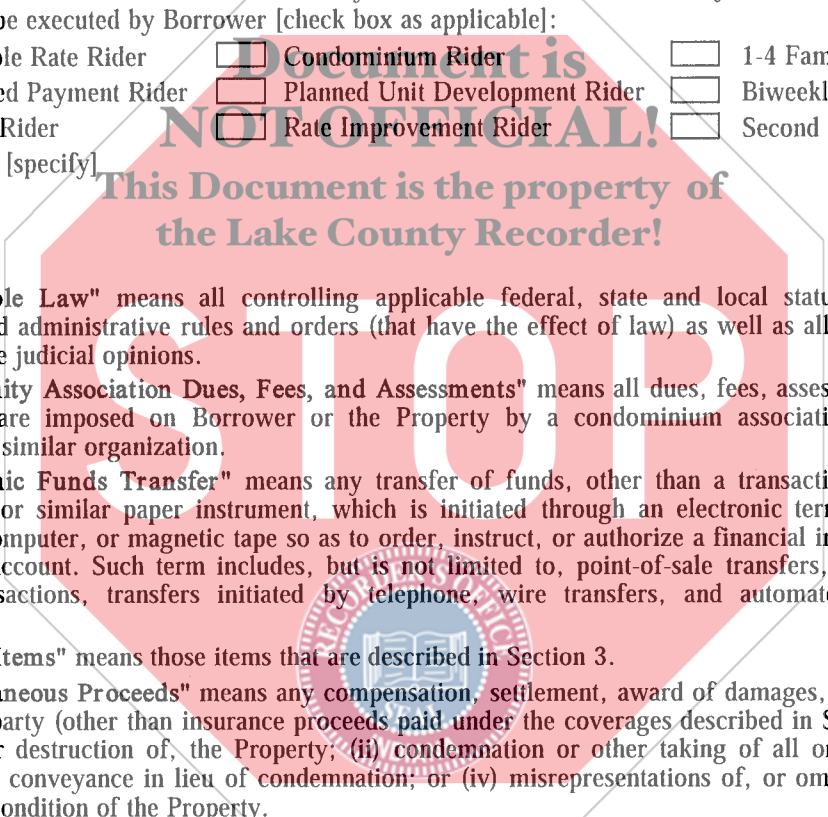 be executed by Borrower [check box as applicable]:
le Rate Rider Condominium Rider 1-4 Fam
ed Payment Rider Planned Unit Development Rider Biweekl
Rider Rate Improvement Rider Second
[specify]
Document is
NOT OFFICIAL!
This Document is the property of
the Lake County Recorder!
STOP
le Law" means all controlling applicable federal, state and local statu
d administrative rules and orders (that have the effect of law) as well as all
e judicial opinions.
ity Association Dues, Fees, and Assessments" means all dues, fees, asses
are imposed on Borrower or the Property by a condominium associati
similar organization.
nic Funds Transfer" means any transfer of funds, other than a transacti
or similar paper instrument, which is initiated through an electronic ter
mputer, or magnetic tape so as to order, instruct, or authorize a financial in
ccount. Such term includes, but is not limited to, point-of-sale transfers,
sactions, transfers initiated by telephone, wire transfers, and automate
Items" means those items that are described in Section 3.
aneous Proceeds" means any compensation, settlement, award of damages,
party (other than insurance proceeds paid under the coverages described in S
r destruction of, the Property; (ii) condemnation or other taking of all or
conveyance in lieu of condemnation; or (iv) misrepresentations of, or om
ondition of the Property.
RECORDER'S OFFIC
SEAL